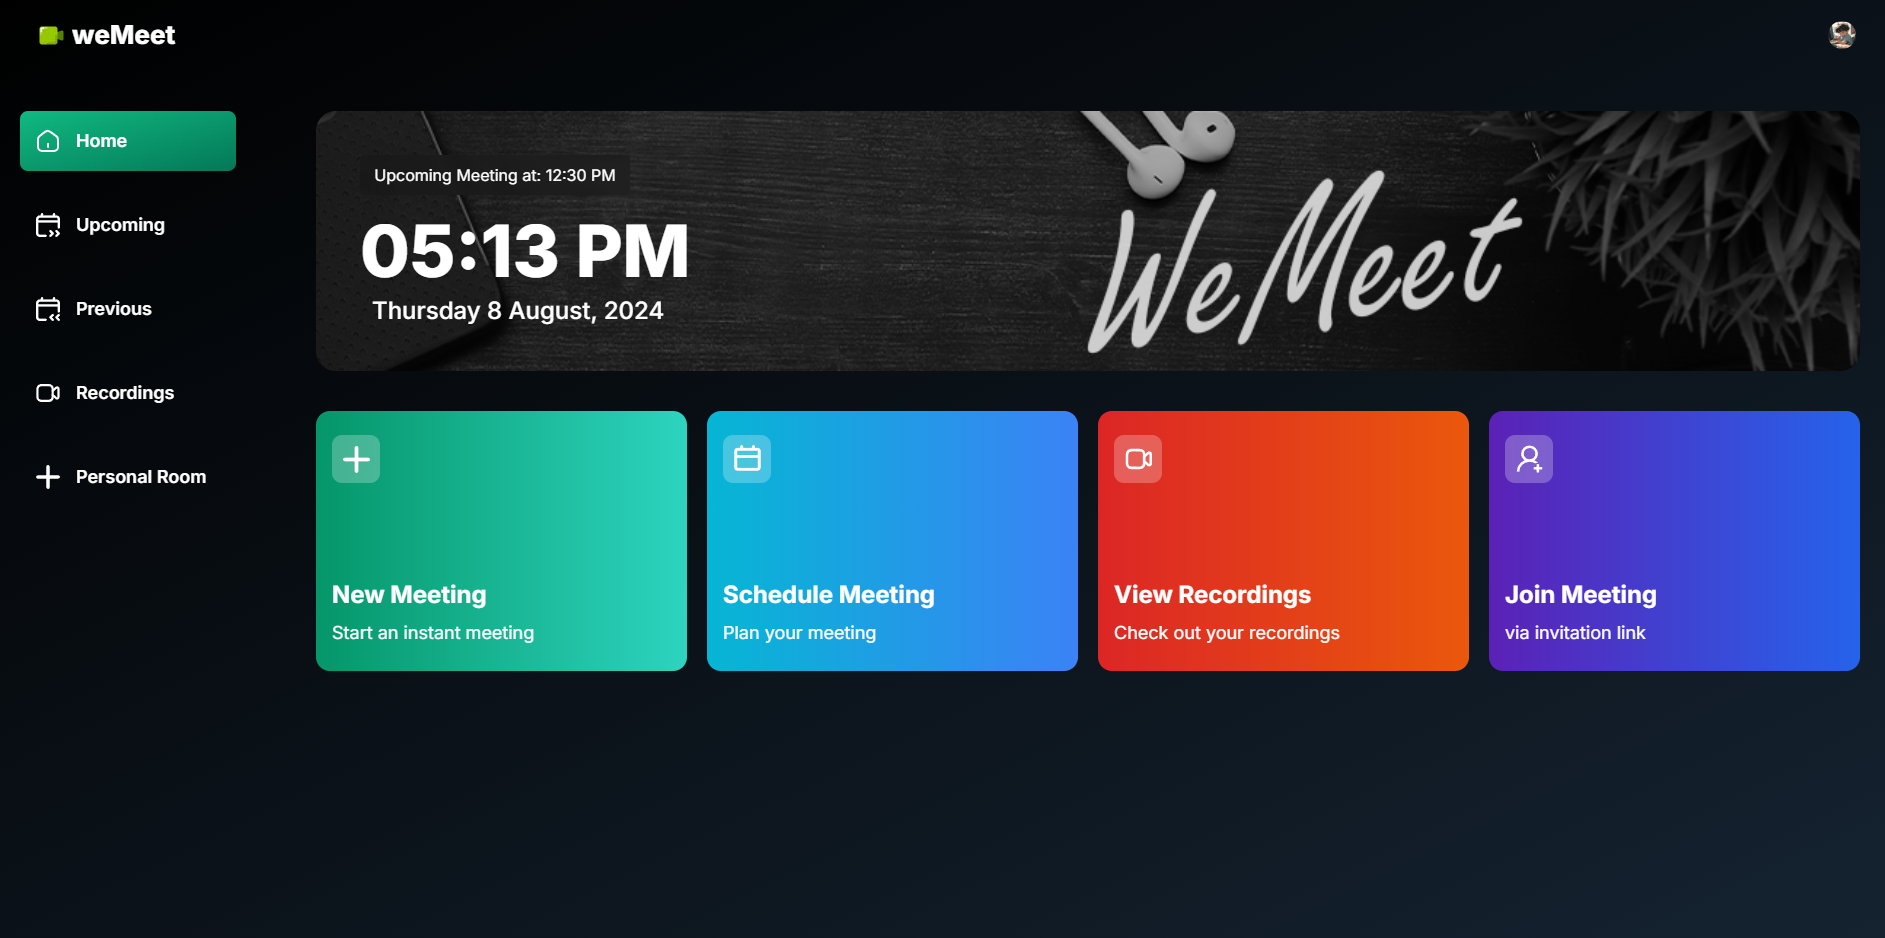 weMeet
Home
Upcoming
Previous
Recordings
Personal Room
Upcoming Meeting at: 12:30 PM
05:13 PM
Thursday 8 August, 2024
WeMeet
New Meeting
Start an instant meeting
Schedule Meeting
Plan your meeting
View Recordings
Check out your recordings
Join Meeting
via invitation link